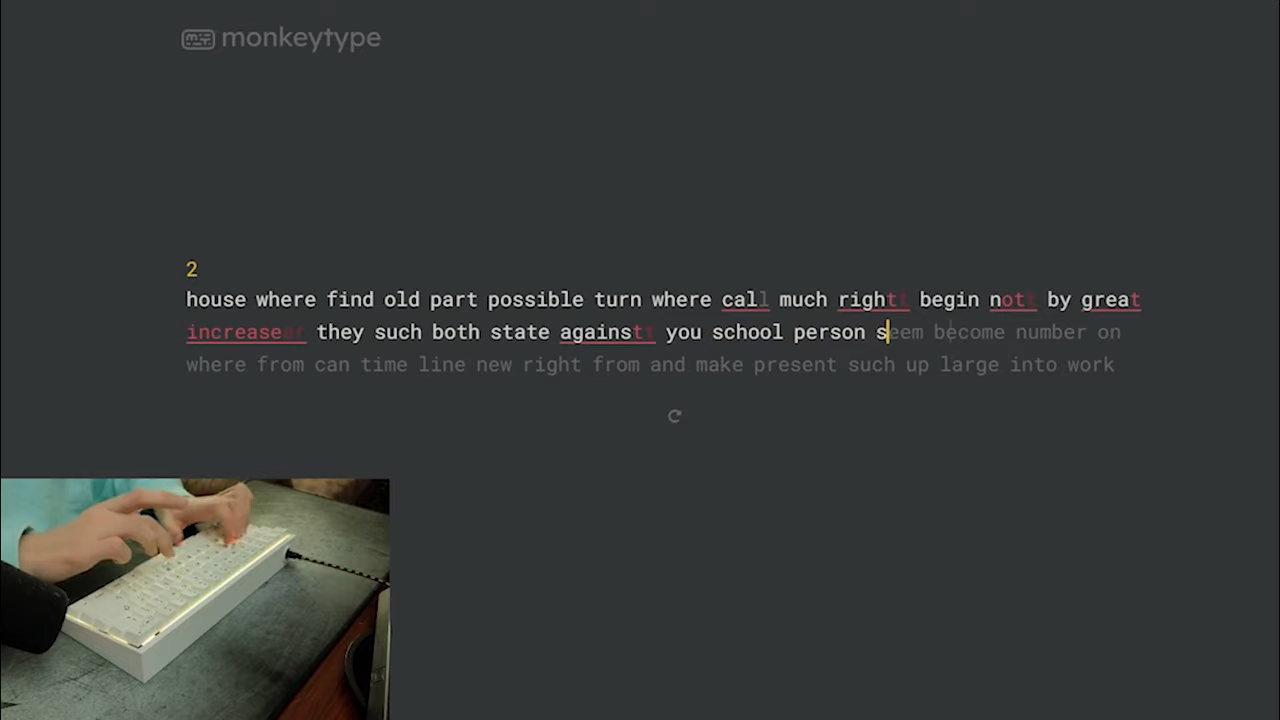 monkeytype
2
house where find old part possible turn where call much rightt begin nott by great
increaseer they such both state againstt you school person seem become number on
where from can time line new right from and make present such up large into work